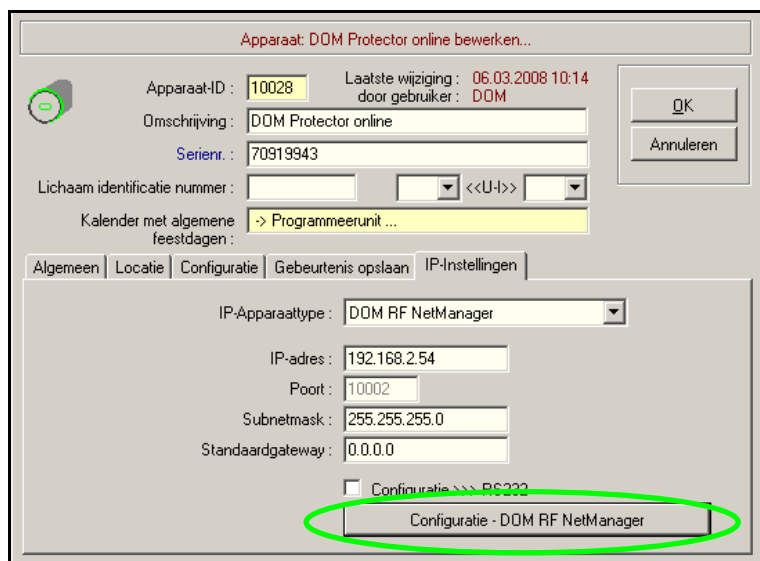 Apparaat: DOM Protector online bewerken...
Apparaat-ID : 10028 Laatste wijziging : 06.03.2008 10:14
door gebruiker : DOM
OK
Omschrijving : DOM Protector online
Annuleren
Serienr. : 70919943
Lichaam identificatie nummer : <<U-I>>
Kalender met algemene feestdagen : -> Programmeerunit ...
Algemeen Locatie Configuratie Gebeurtenis opslaan IP-Instellingen
IP-Apparaattype : DOM RF NetManager
IP-adres : 192.168.2.54
Poort : 10002
Subnetmask : 255.255.255.0
Standaardgateway : 0.0.0.0
Configuratie >>> RS232
Configuratie - DOM RF NetManager